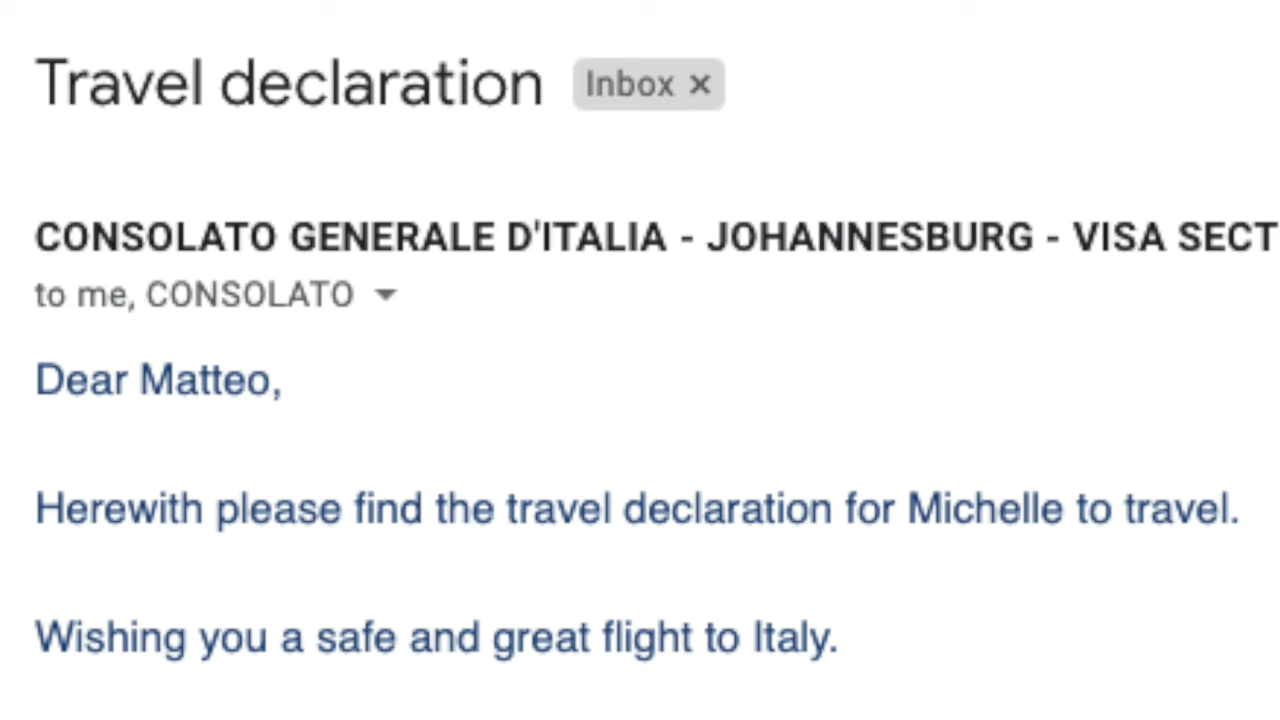 Travel declaration Inbox ×
CONSOLATO GENERALE D'ITALIA - JOHANNESBURG - VISA SECT
to me, CONSOLATO
Dear Matteo,
Herewith please find the travel declaration for Michelle to travel.
Wishing you a safe and great flight to Italy.